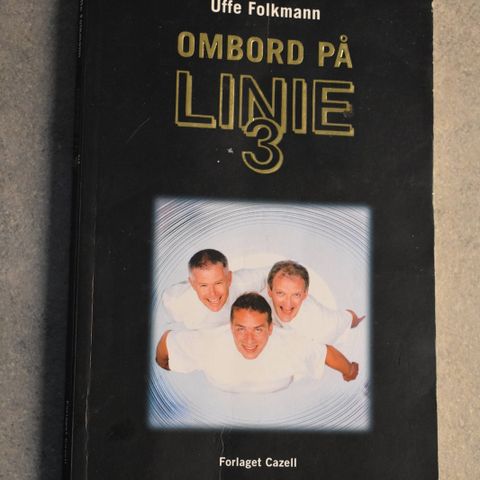 Uffe Folkmann
OMBORD PÅ
LINIE
3
Forlaget Cazell